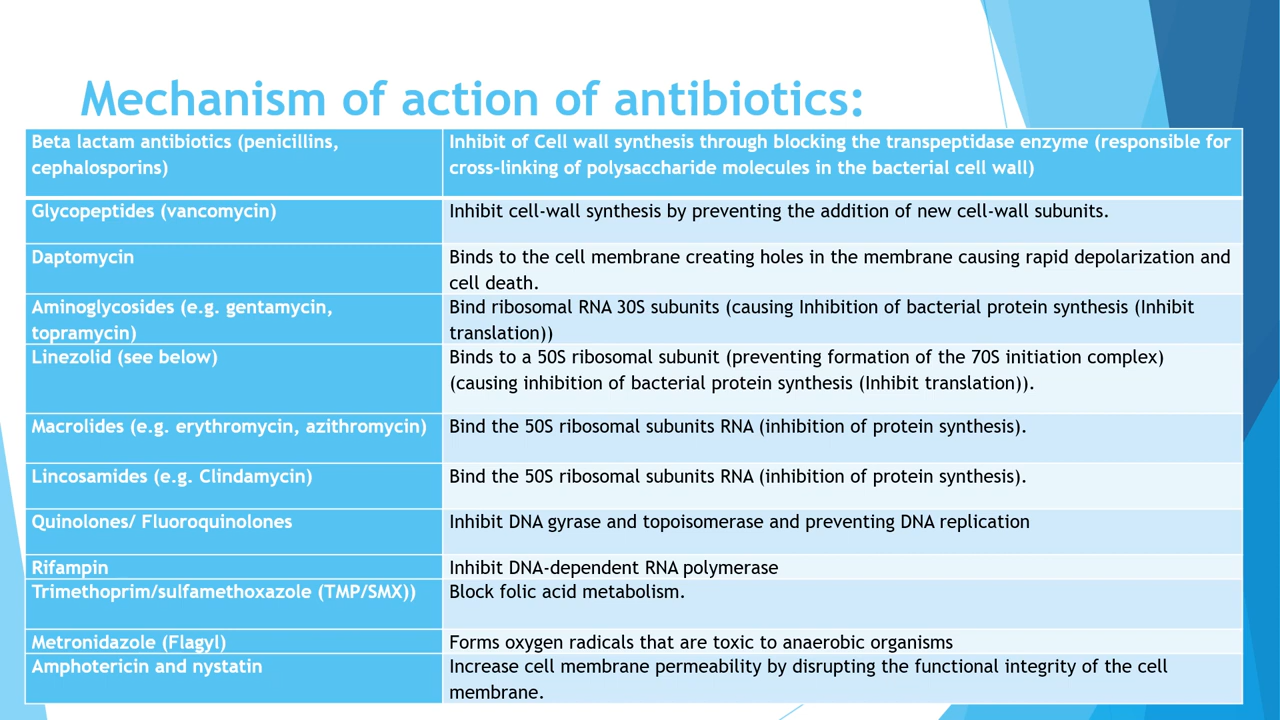 Mechanism of action of antibiotics:
Beta lactam antibiotics (penicillins,
cephalosporins)
Inhibit of Cell wall synthesis through blocking the transpeptidase enzyme (responsible for
cross-linking of polysaccharide molecules in the bacterial cell wall)
Glycopeptides (vancomycin)
Inhibit cell-wall synthesis by preventing the addition of new cell-wall subunits.
Daptomycin
Binds to the cell membrane creating holes in the membrane causing rapid depolarization and
cell death.
Aminoglycosides (e.g. gentamycin,
topramycin)
Bind ribosomal RNA 30S subunits (causing Inhibition of bacterial protein synthesis (Inhibit
translation))
Linezolid (see below)
Binds to a 50S ribosomal subunit (preventing formation of the 70S initiation complex)
(causing inhibition of bacterial protein synthesis (Inhibit translation)).
Macrolides (e.g. erythromycin, azithromycin)
Bind the 50S ribosomal subunits RNA (inhibition of protein synthesis).
Lincosamides (e.g. Clindamycin)
Bind the 50S ribosomal subunits RNA (inhibition of protein synthesis).
Quinolones/ Fluoroquinolones
Inhibit DNA gyrase and topoisomerase and preventing DNA replication
Rifampin
Inhibit DNA-dependent RNA polymerase
Trimethoprim/sulfamethoxazole (TMP/SMX))
Block folic acid metabolism.
Metronidazole (Flagyl)
Forms oxygen radicals that are toxic to anaerobic organisms
Amphotericin and nystatin
Increase cell membrane permeability by disrupting the functional integrity of the cell
membrane.